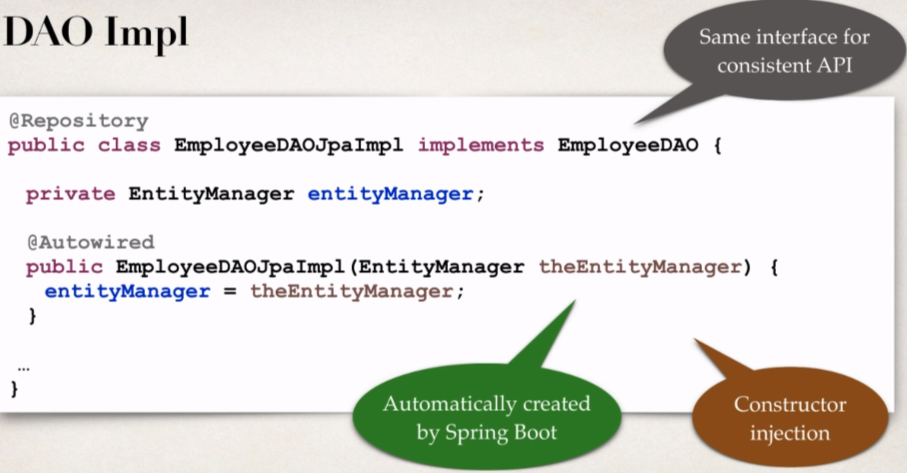 DAO Impl
Same interface for
consistent API
@Repository
public class EmployeeDAOJpaImpl implements EmployeeDAO {
private EntityManager entityManager;
@Autowired
public EmployeeDAOJpaImpl(EntityManager theEntityManager) {
entityManager = theEntityManager;
}
...
}
Automatically created
by Spring Boot
Constructor
injection